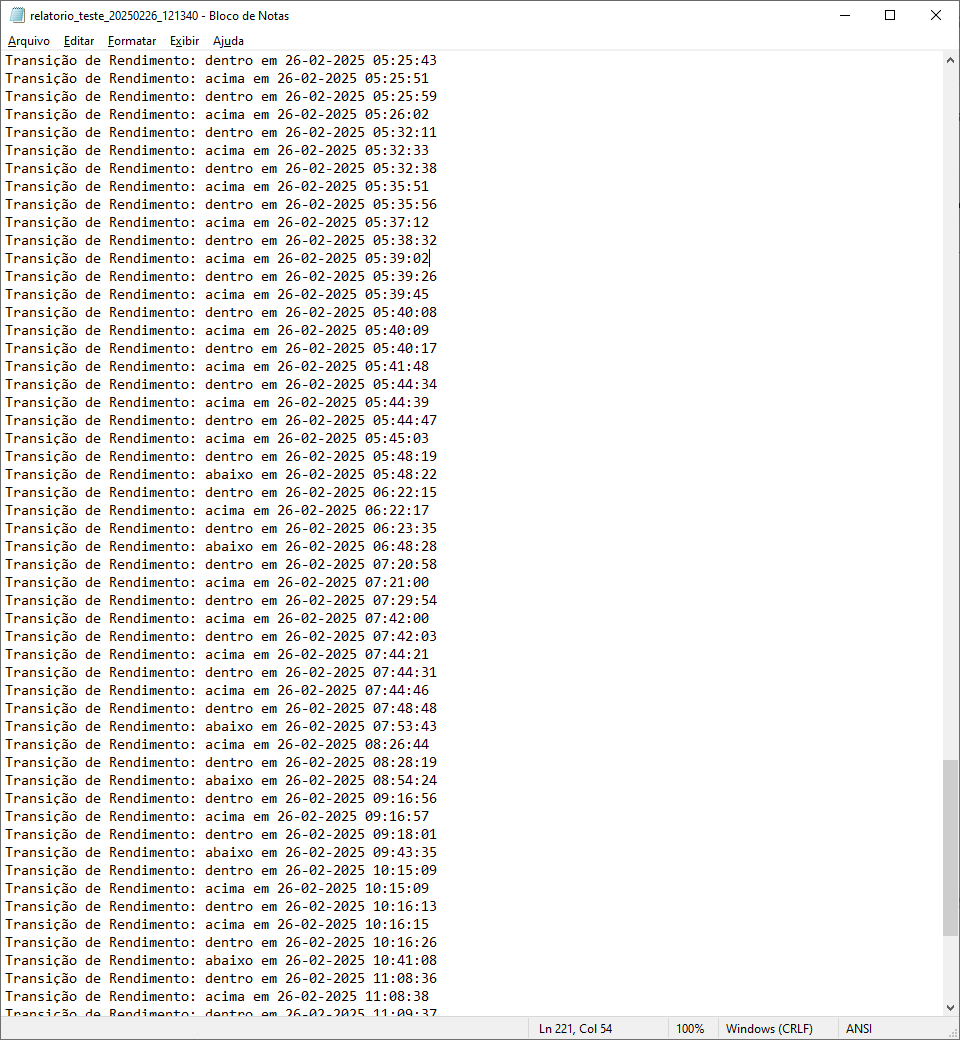 relatorio_teste_20250226_121340 - Bloco de Notas
Arquivo Editar Formatar Exibir Ajuda
Transição de Rendimento: dentro em 26-02-2025 05:25:43
Transição de Rendimento: acima em 26-02-2025 05:25:51
Transição de Rendimento: dentro em 26-02-2025 05:25:59
Transição de Rendimento: acima em 26-02-2025 05:26:02
Transição de Rendimento: dentro em 26-02-2025 05:32:11
Transição de Rendimento: acima em 26-02-2025 05:32:33
Transição de Rendimento: dentro em 26-02-2025 05:32:38
Transição de Rendimento: acima em 26-02-2025 05:35:51
Transição de Rendimento: dentro em 26-02-2025 05:35:56
Transição de Rendimento: acima em 26-02-2025 05:37:12
Transição de Rendimento: dentro em 26-02-2025 05:38:32
Transição de Rendimento: acima em 26-02-2025 05:39:02
Transição de Rendimento: dentro em 26-02-2025 05:39:26
Transição de Rendimento: acima em 26-02-2025 05:39:45
Transição de Rendimento: dentro em 26-02-2025 05:40:08
Transição de Rendimento: acima em 26-02-2025 05:40:09
Transição de Rendimento: dentro em 26-02-2025 05:40:17
Transição de Rendimento: acima em 26-02-2025 05:41:48
Transição de Rendimento: dentro em 26-02-2025 05:44:34
Transição de Rendimento: acima em 26-02-2025 05:44:39
Transição de Rendimento: dentro em 26-02-2025 05:44:47
Transição de Rendimento: acima em 26-02-2025 05:45:03
Transição de Rendimento: dentro em 26-02-2025 05:48:19
Transição de Rendimento: abaixo em 26-02-2025 05:48:22
Transição de Rendimento: dentro em 26-02-2025 06:22:15
Transição de Rendimento: acima em 26-02-2025 06:22:17
Transição de Rendimento: dentro em 26-02-2025 06:23:35
Transição de Rendimento: abaixo em 26-02-2025 06:48:28
Transição de Rendimento: dentro em 26-02-2025 07:20:58
Transição de Rendimento: acima em 26-02-2025 07:21:00
Transição de Rendimento: dentro em 26-02-2025 07:29:54
Transição de Rendimento: acima em 26-02-2025 07:42:00
Transição de Rendimento: dentro em 26-02-2025 07:42:03
Transição de Rendimento: acima em 26-02-2025 07:44:21
Transição de Rendimento: dentro em 26-02-2025 07:44:31
Transição de Rendimento: acima em 26-02-2025 07:44:46
Transição de Rendimento: dentro em 26-02-2025 07:48:48
Transição de Rendimento: abaixo em 26-02-2025 07:53:43
Transição de Rendimento: acima em 26-02-2025 08:26:44
Transição de Rendimento: dentro em 26-02-2025 08:28:19
Transição de Rendimento: abaixo em 26-02-2025 08:54:24
Transição de Rendimento: dentro em 26-02-2025 09:16:56
Transição de Rendimento: acima em 26-02-2025 09:16:57
Transição de Rendimento: dentro em 26-02-2025 09:18:01
Transição de Rendimento: abaixo em 26-02-2025 09:43:35
Transição de Rendimento: dentro em 26-02-2025 10:15:09
Transição de Rendimento: acima em 26-02-2025 10:15:09
Transição de Rendimento: dentro em 26-02-2025 10:16:13
Transição de Rendimento: acima em 26-02-2025 10:16:15
Transição de Rendimento: dentro em 26-02-2025 10:16:26
Transição de Rendimento: abaixo em 26-02-2025 10:41:08
Transição de Rendimento: dentro em 26-02-2025 11:08:36
Transição de Rendimento: acima em 26-02-2025 11:08:38
Transição de Rendimento: dentro em 26-02-2025 11:09:37
Ln 221, Col 54 100% Windows (CRLF) ANSI